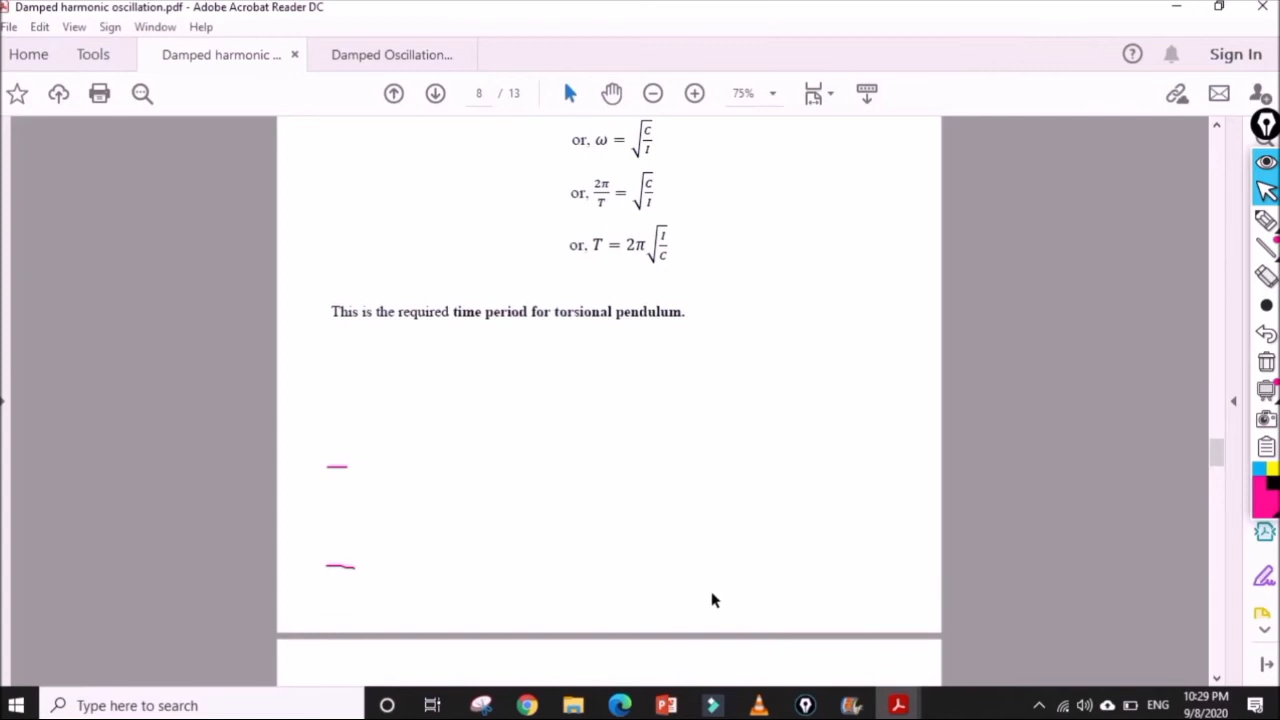 Damped harmonic oscillation.pdf - Adobe Acrobat Reader DC
File Edit View Sign Window Help
Home Tools Damped harmonic ... × Damped Oscillation... Sign In
8 / 13 75%
or, ω = √(C/I)
or, 2π/T = √(C/I)
or, T = 2π√(I/C)
This is the required time period for torsional pendulum.
Type here to search
ENG
10:29 PM
9/8/2020